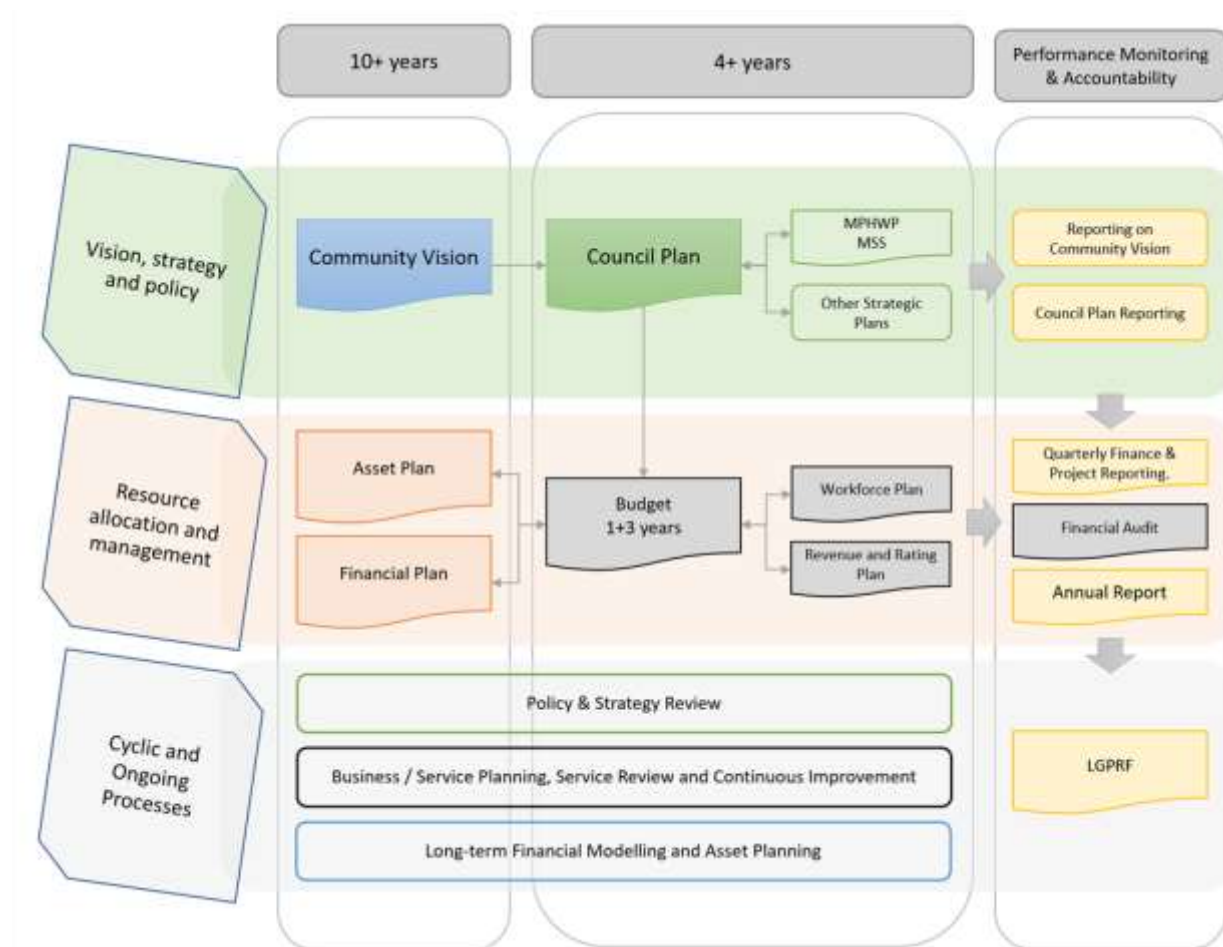 10+ years
4+ years
Performance Monitoring
& Accountability
Vision, strategy
and policy
Community Vision
Council Plan
MPHWP
MSS
Other Strategic
Plans
Reporting on
Community Vision
Council Plan Reporting
Resource
allocation and
management
Asset Plan
Financial Plan
Budget
1+3 years
Workforce Plan
Revenue and Rating
Plan
Quarterly Finance &
Project Reporting.
Financial Audit
Annual Report
Cyclic and
Ongoing
Processes
Policy & Strategy Review
Business / Service Planning, Service Review and Continuous Improvement
Long-term Financial Modelling and Asset Planning
LGPRF